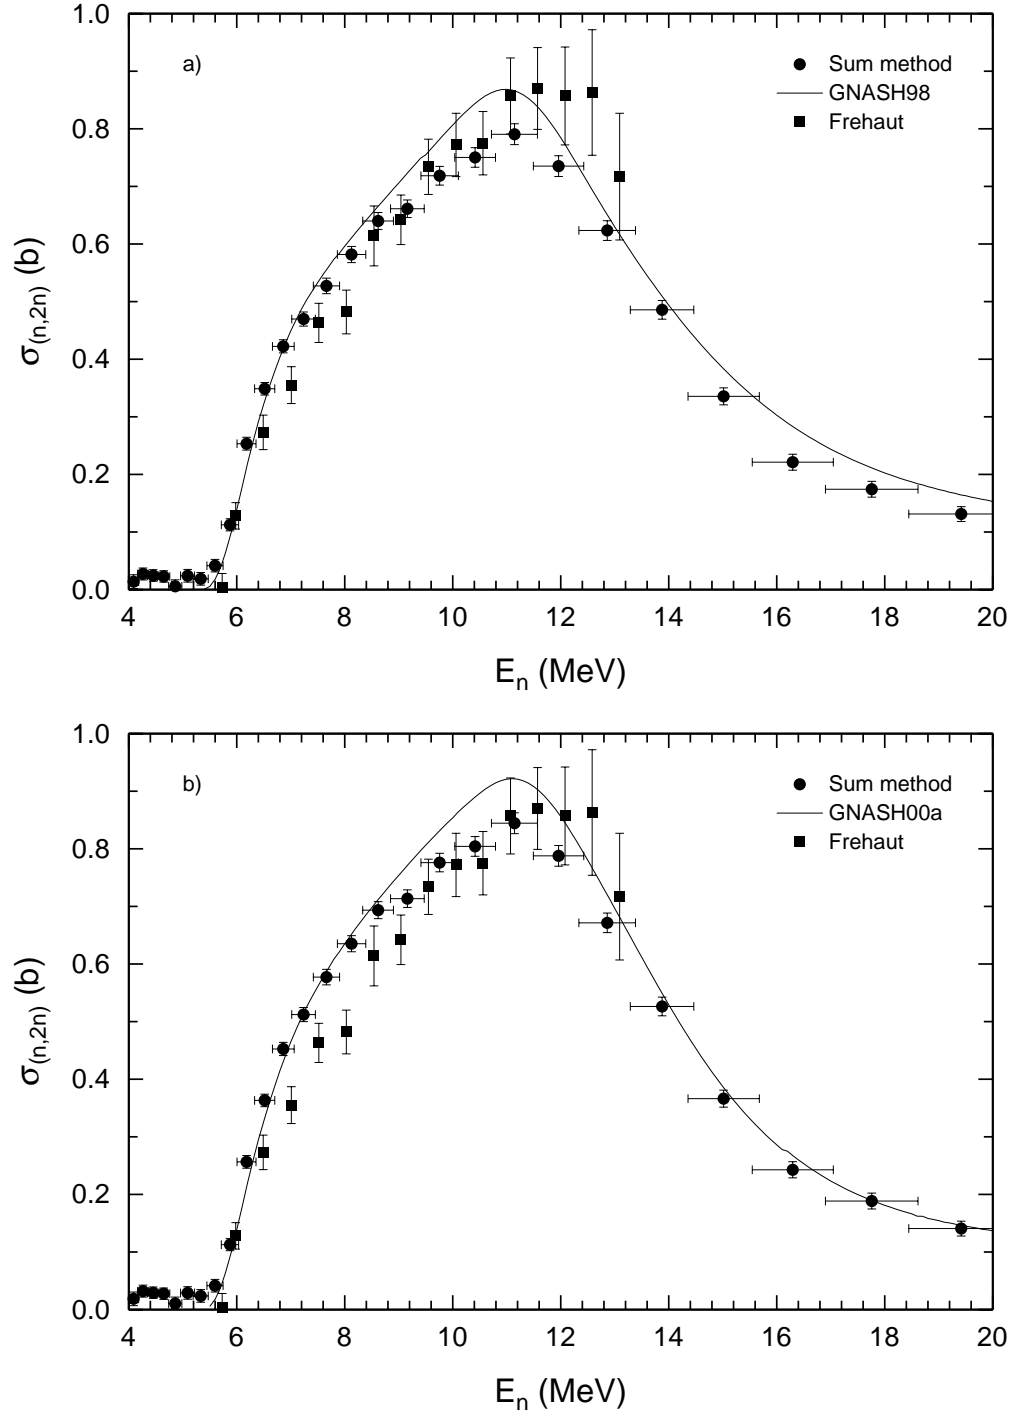 a)
Sum method
GNASH98
Frehaut
1.0
0.8
0.6
0.4
0.2
0.0
σ(n,2n) (b)
4 6 8 10 12 14 16 18 20
En (MeV)
b)
Sum method
GNASH00a
Frehaut
1.0
0.8
0.6
0.4
0.2
0.0
σ(n,2n) (b)
4 6 8 10 12 14 16 18 20
En (MeV)